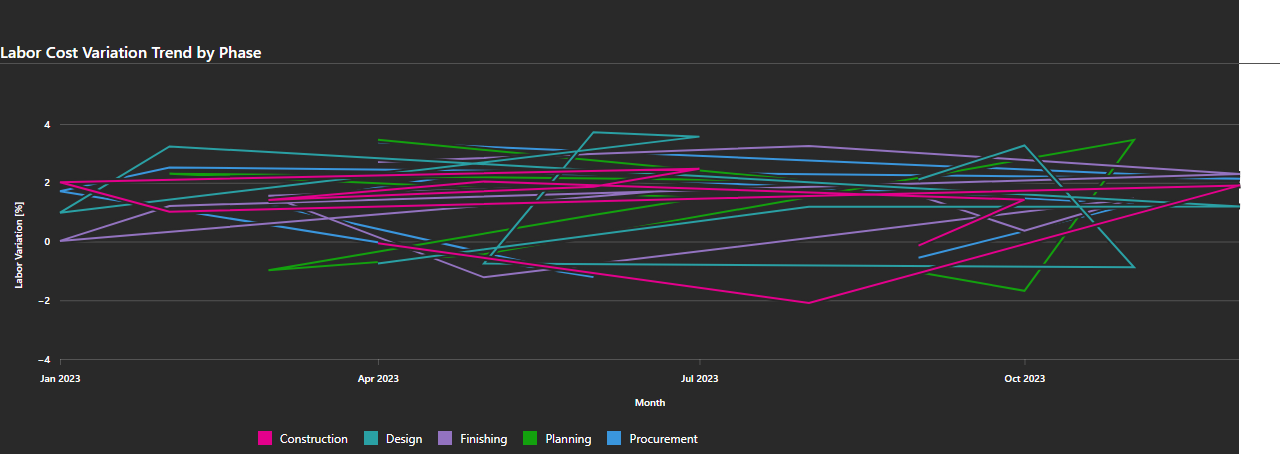 Labor Cost Variation Trend by Phase
4
2
0
−2
−4
Labor Variation [%]
Jan 2023 Apr 2023 Jul 2023 Oct 2023
Month
Construction Design Finishing Planning Procurement